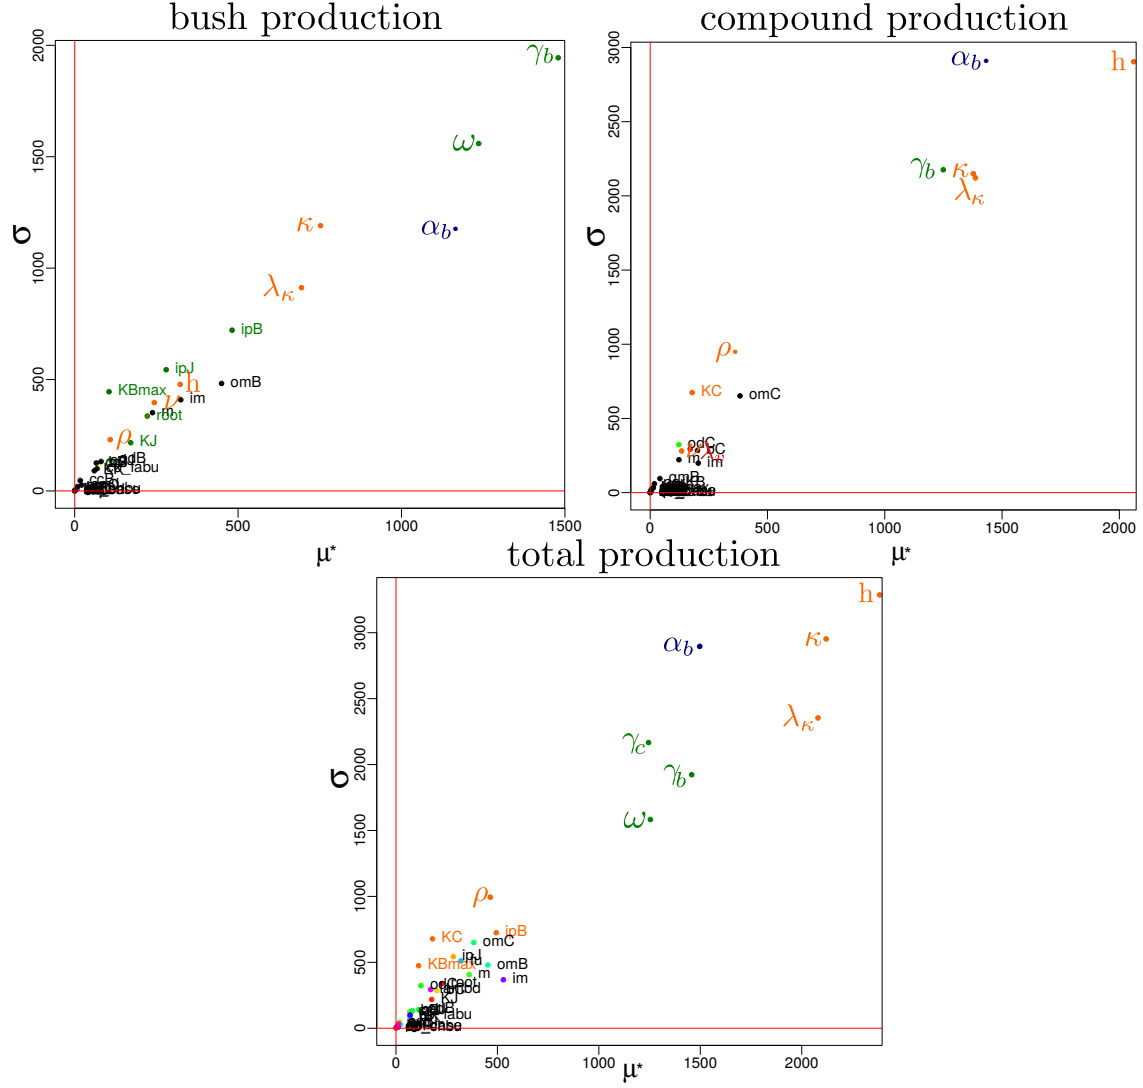 bush production
σ
2000
1500
1000
500
0
γb
ω
κ
αb
λκ
ipB
ipJ
h
KBmax
omB
ν
im
m
root
ρ
KJ
0
500
1000
1500
μ*
compound production
σ
3000
2500
2000
1500
1000
500
0
αb
h
γb
κ
λκ
ρ
KC
omC
odC
im
m
0
500
1000
1500
2000
μ*
total production
σ
3000
2500
2000
1500
1000
500
0
h
αb
κ
λκ
γc
γb
ω
ρ
ipB
KC
omC
ipJ
nu
KBmax
omB
m
im
root
KJ
0
500
1000
1500
2000
μ*